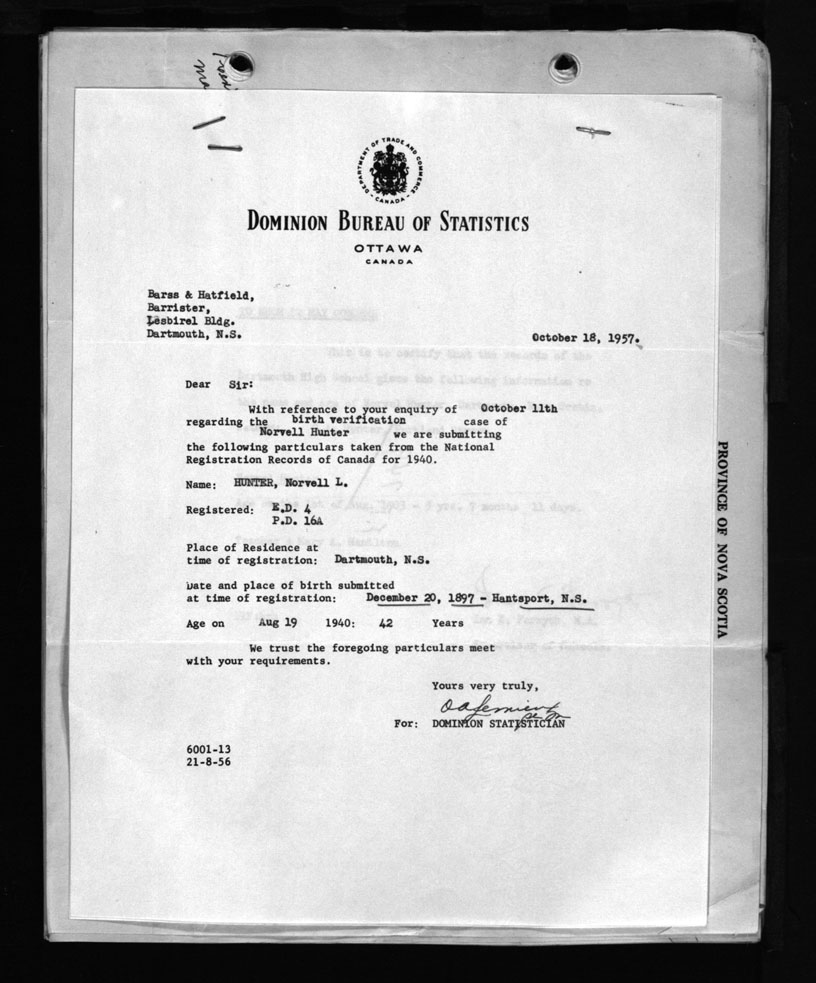 DEPARTMENT OF TRADE AND COMMERCE
- CANADA -
DOMINION BUREAU OF STATISTICS
OTTAWA
CANADA
Barss & Hatfield,
Barrister,
Lesbirel Bldg.
Dartmouth, N.S.
October 18, 1957.
Dear Sir:
With reference to your enquiry of October 11th
regarding the birth verification case of
Norvell Hunter we are submitting
the following particulars taken from the National
Registration Records of Canada for 1940.
Name: HUNTER, Norvell L.
Registered: E.D. 4
P.D. 16A
Place of Residence at
time of registration: Dartmouth, N.S.
Date and place of birth submitted
at time of registration: December 20, 1897 - Hantsport, N.S.
Age on Aug 19 1940: 42 Years
We trust the foregoing particulars meet
with your requirements.
Yours very truly,
For: DOMINION STATISTICIAN
6001-13
21-8-56
PROVINCE OF NOVA SCOTIA